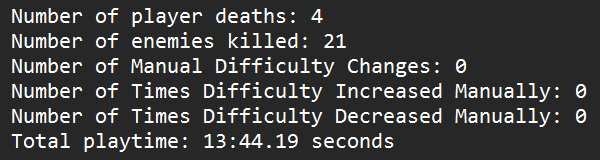 Number of player deaths: 4
Number of enemies killed: 21
Number of Manual Difficulty Changes: 0
Number of Times Difficulty Increased Manually: 0
Number of Times Difficulty Decreased Manually: 0
Total playtime: 13:44.19 seconds